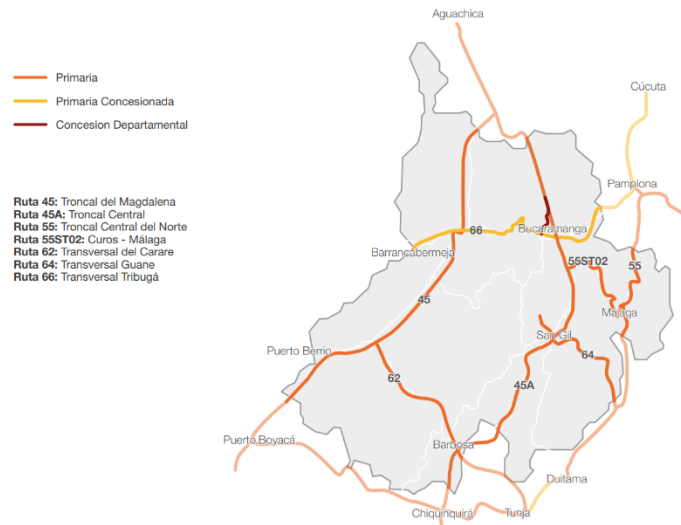 Aguachica
Primaria
Cúcuta
Primaria Concesionada
Concesion Departamental
Pamplona
Ruta 45: Troncal del Magdalena
Ruta 45A: Troncal Central
Ruta 55: Troncal Central del Norte
Ruta 55ST02: Curos - Málaga
Ruta 62: Transversal del Carare
Ruta 64: Transversal Guane
Ruta 66: Transversal Tribugá
66
Bucaramanga
Barrancabermeja
55ST02
55
45
Málaga
San Gil
Puerto Berrio
64
62
45A
Puerto Boyacá
Barbosa
Duitama
Chiquinquirá
Tunja